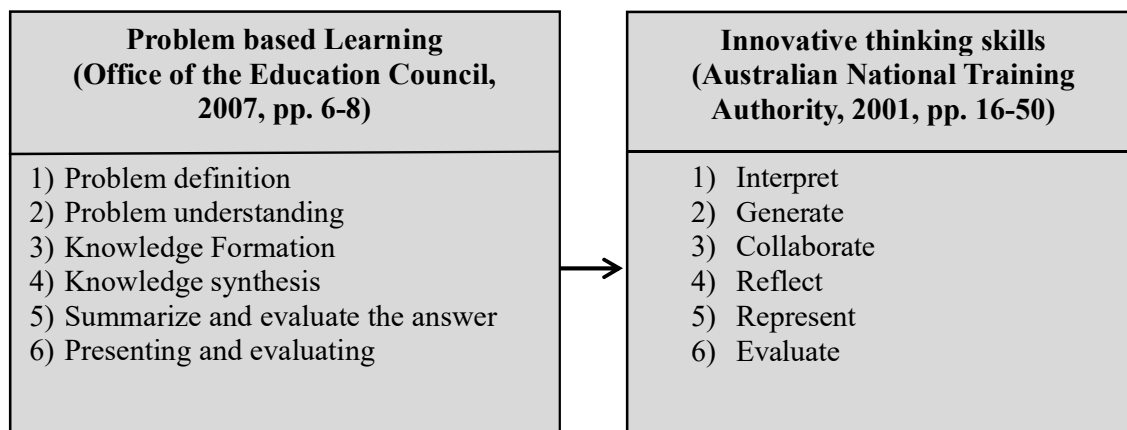 Problem based Learning
(Office of the Education Council,
2007, pp. 6-8)
1) Problem definition
2) Problem understanding
3) Knowledge Formation
4) Knowledge synthesis
5) Summarize and evaluate the answer
6) Presenting and evaluating
Innovative thinking skills
(Australian National Training
Authority, 2001, pp. 16-50)
1) Interpret
2) Generate
3) Collaborate
4) Reflect
5) Represent
6) Evaluate